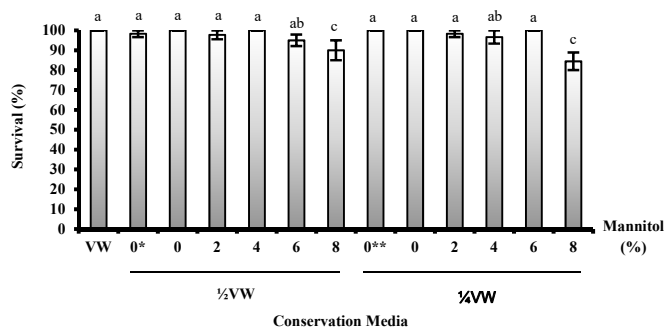 a a a a a ab c a a a ab a c
100
90
80
70
60
50
40
30
20
10
0
Survival (%)
VW 0* 0 2 4 6 8 0** 0 2 4 6 8
Mannitol
(%)
½VW ¼VW
Conservation Media